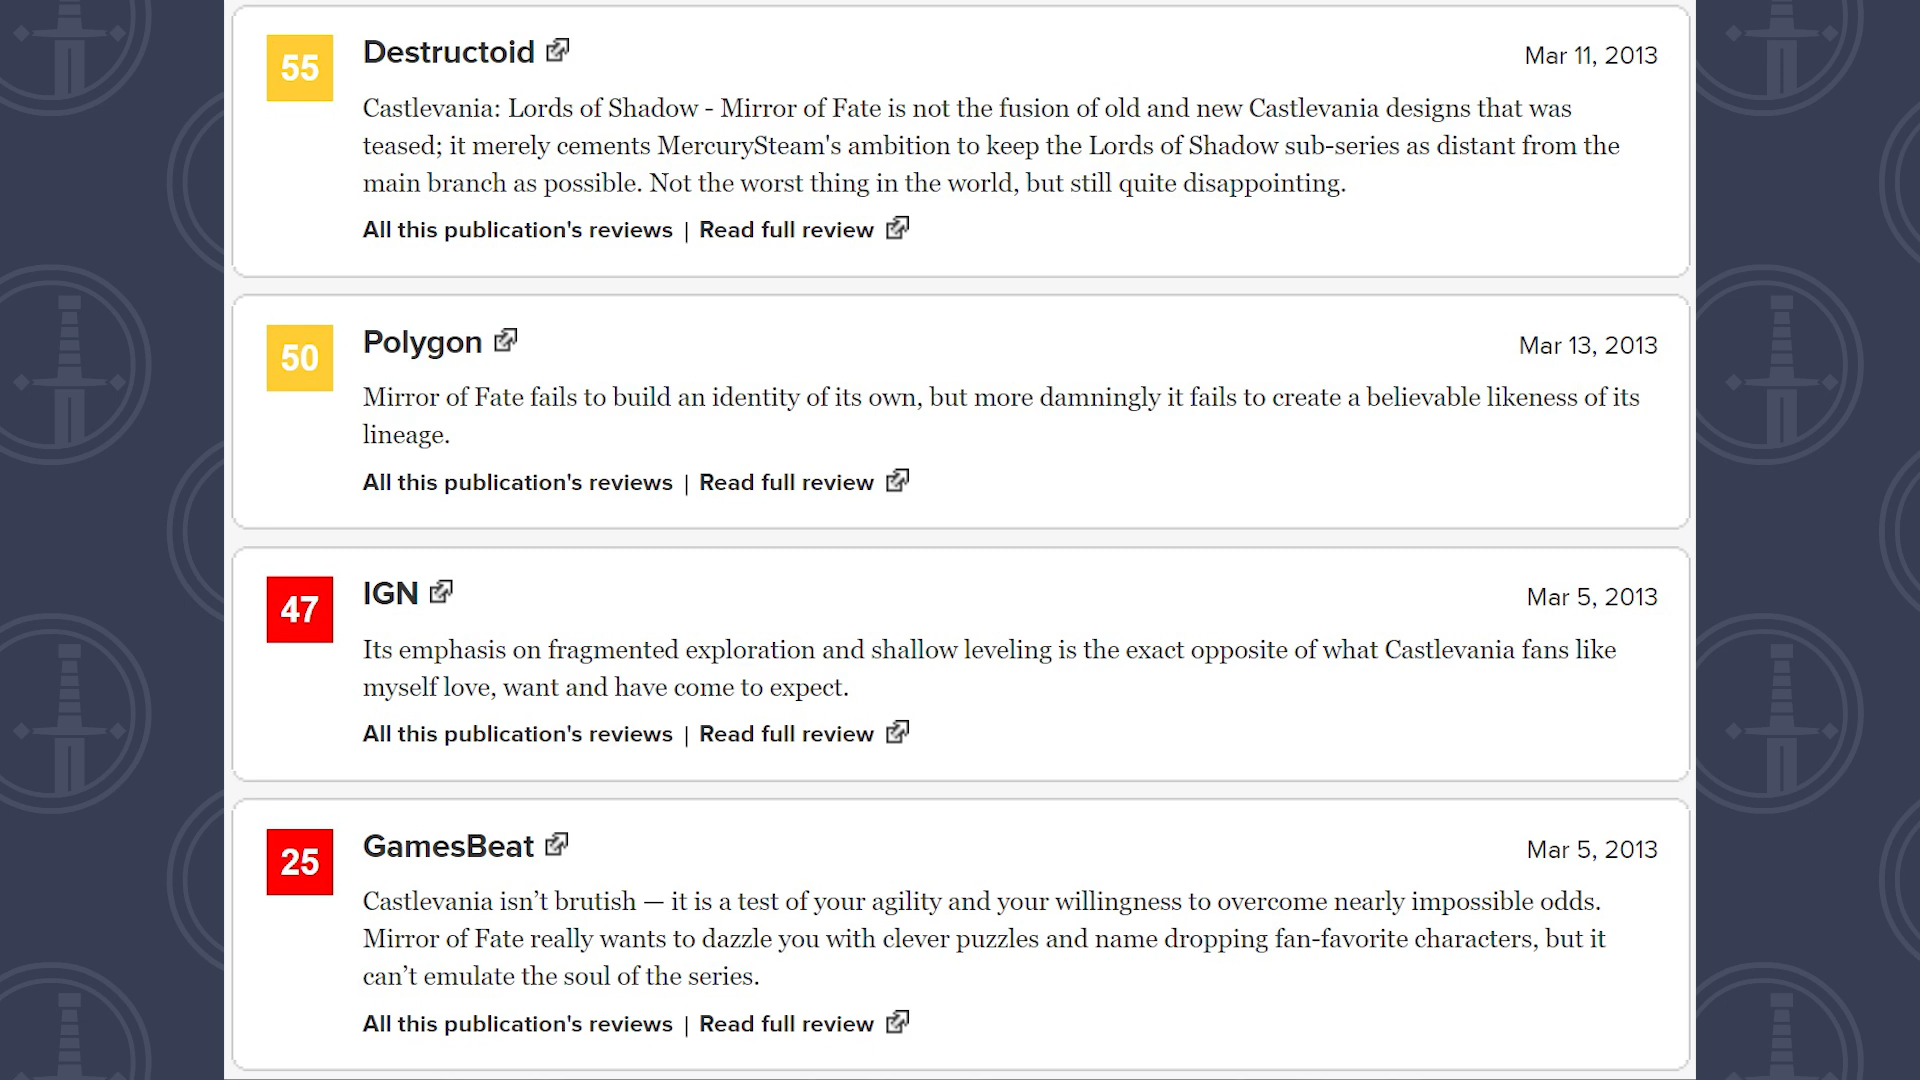 55
Destructoid
Mar 11, 2013
Castlevania: Lords of Shadow - Mirror of Fate is not the fusion of old and new Castlevania designs that was
teased; it merely cements MercurySteam's ambition to keep the Lords of Shadow sub-series as distant from the
main branch as possible. Not the worst thing in the world, but still quite disappointing.
All this publication's reviews | Read full review
50
Polygon
Mar 13, 2013
Mirror of Fate fails to build an identity of its own, but more damningly it fails to create a believable likeness of its
lineage.
All this publication's reviews | Read full review
47
IGN
Mar 5, 2013
Its emphasis on fragmented exploration and shallow leveling is the exact opposite of what Castlevania fans like
myself love, want and have come to expect.
All this publication's reviews | Read full review
25
GamesBeat
Mar 5, 2013
Castlevania isn’t brutish — it is a test of your agility and your willingness to overcome nearly impossible odds.
Mirror of Fate really wants to dazzle you with clever puzzles and name dropping fan-favorite characters, but it
can’t emulate the soul of the series.
All this publication's reviews | Read full review